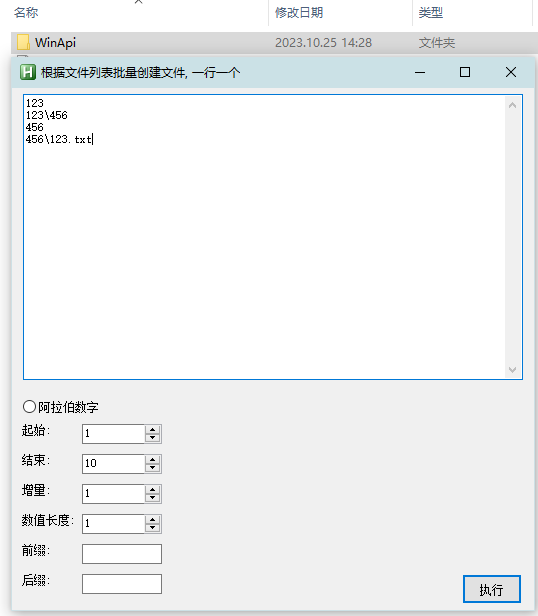 名称 修改日期 类型
WinApi 2023.10.25 14:28 文件夹
根据文件列表批量创建文件, 一行一个
123
123\456
456
456\123.txt
阿拉伯数字
起始: 1
结束: 10
增量: 1
数值长度: 1
前缀:
后缀:
执行